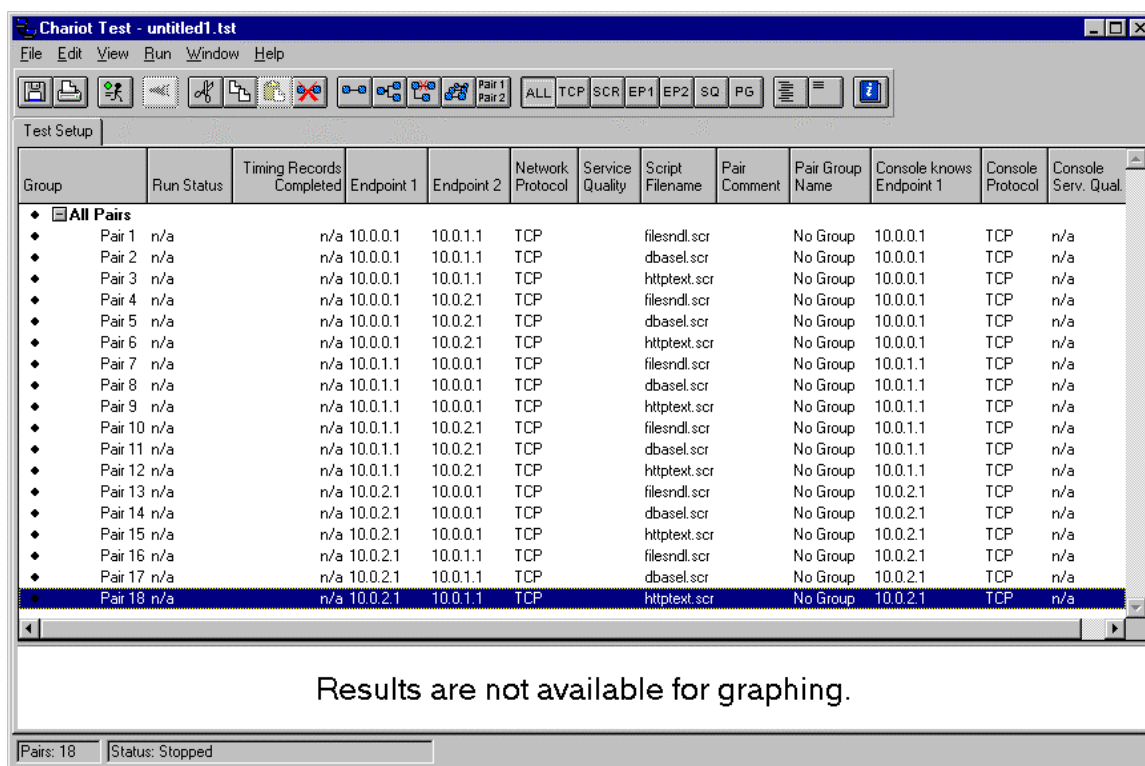 Chariot Test - untitled1.tst
File Edit View Run Window Help
Pair 1
Pair 2
ALL TCP SCR EP1 EP2 SQ PG
Test Setup
Group Run Status Timing Records Completed Endpoint 1 Endpoint 2 Network Protocol Service Quality Script Filename Pair Comment Pair Group Name Console knows Endpoint 1 Console Protocol Console Serv. Qual.
All Pairs
Pair 1 n/a n/a 10.0.0.1 10.0.1.1 TCP filesndl.scr No Group 10.0.0.1 TCP n/a
Pair 2 n/a n/a 10.0.0.1 10.0.1.1 TCP dbasel.scr No Group 10.0.0.1 TCP n/a
Pair 3 n/a n/a 10.0.0.1 10.0.1.1 TCP httptext.scr No Group 10.0.0.1 TCP n/a
Pair 4 n/a n/a 10.0.0.1 10.0.2.1 TCP filesndl.scr No Group 10.0.0.1 TCP n/a
Pair 5 n/a n/a 10.0.0.1 10.0.2.1 TCP dbasel.scr No Group 10.0.0.1 TCP n/a
Pair 6 n/a n/a 10.0.0.1 10.0.2.1 TCP httptext.scr No Group 10.0.0.1 TCP n/a
Pair 7 n/a n/a 10.0.1.1 10.0.0.1 TCP filesndl.scr No Group 10.0.1.1 TCP n/a
Pair 8 n/a n/a 10.0.1.1 10.0.0.1 TCP dbasel.scr No Group 10.0.1.1 TCP n/a
Pair 9 n/a n/a 10.0.1.1 10.0.0.1 TCP httptext.scr No Group 10.0.1.1 TCP n/a
Pair 10 n/a n/a 10.0.1.1 10.0.2.1 TCP filesndl.scr No Group 10.0.1.1 TCP n/a
Pair 11 n/a n/a 10.0.1.1 10.0.2.1 TCP dbasel.scr No Group 10.0.1.1 TCP n/a
Pair 12 n/a n/a 10.0.1.1 10.0.2.1 TCP httptext.scr No Group 10.0.1.1 TCP n/a
Pair 13 n/a n/a 10.0.2.1 10.0.0.1 TCP filesndl.scr No Group 10.0.2.1 TCP n/a
Pair 14 n/a n/a 10.0.2.1 10.0.0.1 TCP dbasel.scr No Group 10.0.2.1 TCP n/a
Pair 15 n/a n/a 10.0.2.1 10.0.0.1 TCP httptext.scr No Group 10.0.2.1 TCP n/a
Pair 16 n/a n/a 10.0.2.1 10.0.1.1 TCP filesndl.scr No Group 10.0.2.1 TCP n/a
Pair 17 n/a n/a 10.0.2.1 10.0.1.1 TCP dbasel.scr No Group 10.0.2.1 TCP n/a
Pair 18 n/a n/a 10.0.2.1 10.0.1.1 TCP httptext.scr No Group 10.0.2.1 TCP n/a
Results are not available for graphing.
Pairs: 18 Status: Stopped